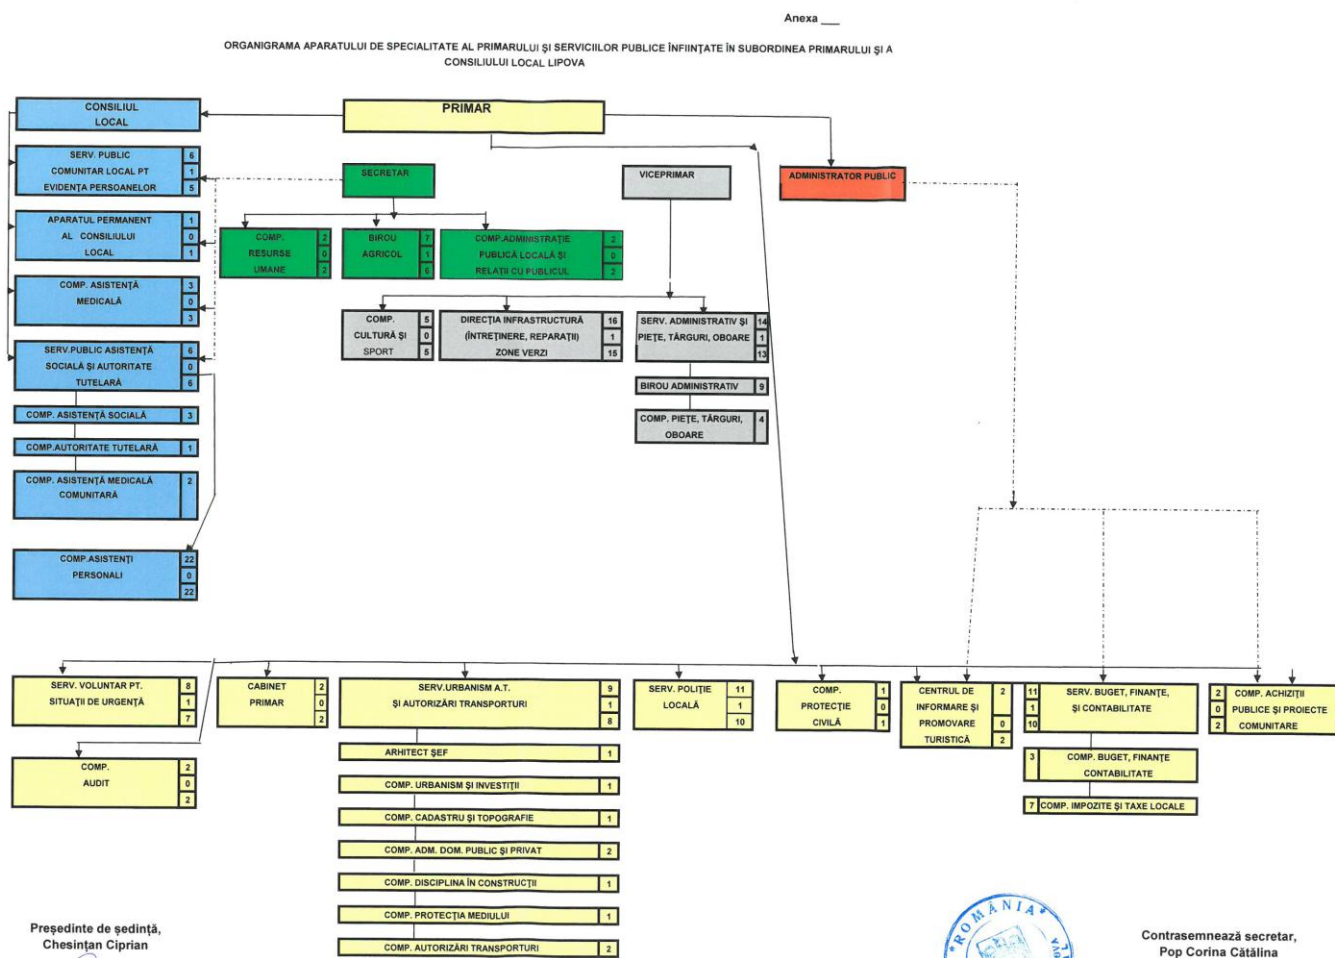 Anexa ___
ORGANIGRAMA APARATULUI DE SPECIALITATE AL PRIMARULUI ȘI SERVICIILOR PUBLICE ÎNFIINȚATE ÎN SUBORDINEA PRIMARULUI ȘI A
CONSILIULUI LOCAL LIPOVA
CONSILIUL
LOCAL
PRIMAR
SERV. PUBLIC 6
COMUNITAR LOCAL PT 1
EVIDENȚA PERSOANELOR 5
SECRETAR
VICEPRIMAR
ADMINISTRATOR PUBLIC
APARATUL PERMANENT 1
AL CONSILIULUI 0
LOCAL 1
COMP. 2
RESURSE 0
UMANE 2
BIROU 7
AGRICOL 1
6
COMP.ADMINISTRAȚIE 2
PUBLICĂ LOCALĂ ȘI 0
RELAȚII CU PUBLICUL 2
COMP. ASISTENȚĂ 3
MEDICALĂ 0
3
COMP. 5
CULTURĂ ȘI 0
SPORT 5
DIRECȚIA INFRASTRUCTURĂ 16
(ÎNTREȚINERE, REPARAȚII) 1
ZONE VERZI 15
SERV. ADMINISTRATIV ȘI 14
PIEȚE, TÂRGURI, OBOARE 1
13
SERV.PUBLIC ASISTENȚĂ 6
SOCIALĂ ȘI AUTORITATE 0
TUTELARĂ 6
BIROU ADMINISTRATIV 9
COMP. PIEȚE, TÂRGURI, 4
OBOARE
COMP. ASISTENȚĂ SOCIALĂ 3
COMP.AUTORITATE TUTELARĂ 1
COMP. ASISTENȚĂ MEDICALĂ 2
COMUNITARĂ
COMP.ASISTENȚI 22
PERSONALI 0
22
SERV. VOLUNTAR PT. 8
SITUAȚII DE URGENȚĂ 1
7
CABINET 2
PRIMAR 0
2
SERV.URBANISM A.T. 9
ȘI AUTORIZĂRI TRANSPORTURI 1
8
SERV. POLIȚIE 11
LOCALĂ 1
10
COMP. 1
PROTECȚIE 0
CIVILĂ 1
CENTRUL DE 2
INFORMARE ȘI
PROMOVARE 0
TURISTICĂ 2
11 SERV. BUGET, FINANȚE,
1 ȘI CONTABILITATE
10
2 COMP. ACHIZIȚII
0 PUBLICE ȘI PROIECTE
2 COMUNITARE
COMP. 2
AUDIT 0
2
ARHITECT ȘEF 1
COMP. URBANISM ȘI INVESTIȚII 1
COMP. CADASTRU ȘI TOPOGRAFIE 1
COMP. ADM. DOM. PUBLIC ȘI PRIVAT 2
COMP. DISCIPLINA ÎN CONSTRUCȚII 1
COMP. PROTECȚIA MEDIULUI 1
COMP. AUTORIZĂRI TRANSPORTURI 2
3 COMP. BUGET, FINANȚE
CONTABILITATE
7 COMP. IMPOZITE ȘI TAXE LOCALE
Președinte de ședință,
Chesințan Ciprian
*ROMÂNIA*
Contrasemnează secretar,
Pop Corina Cătălina